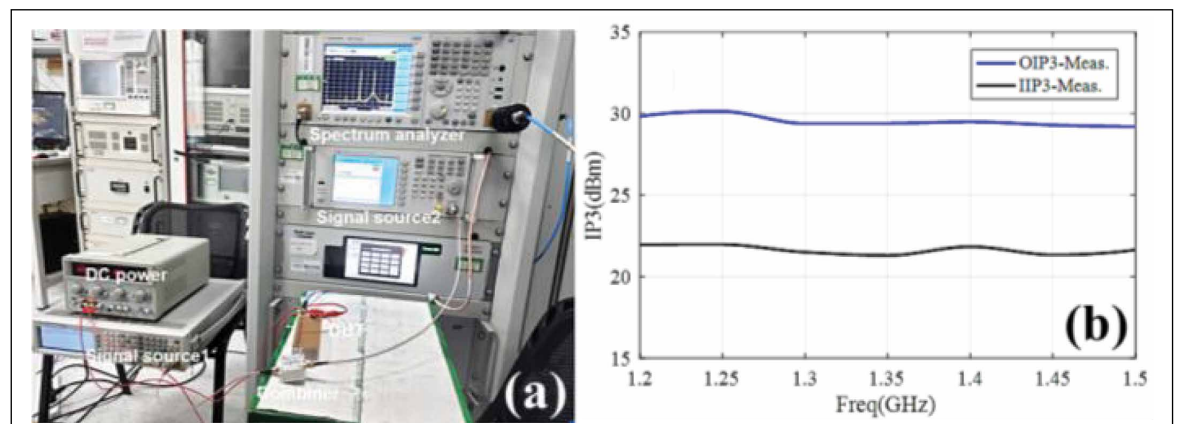 Spectrum analyzer
Signal source2
DC power
Signal source1
DUT
Combiner
(a)
35
30
25
20
15
IP3(dBm)
OIP3-Meas.
IIP3-Meas.
(b)
1.2
1.25
1.3
1.35
1.4
1.45
1.5
Freq(GHz)